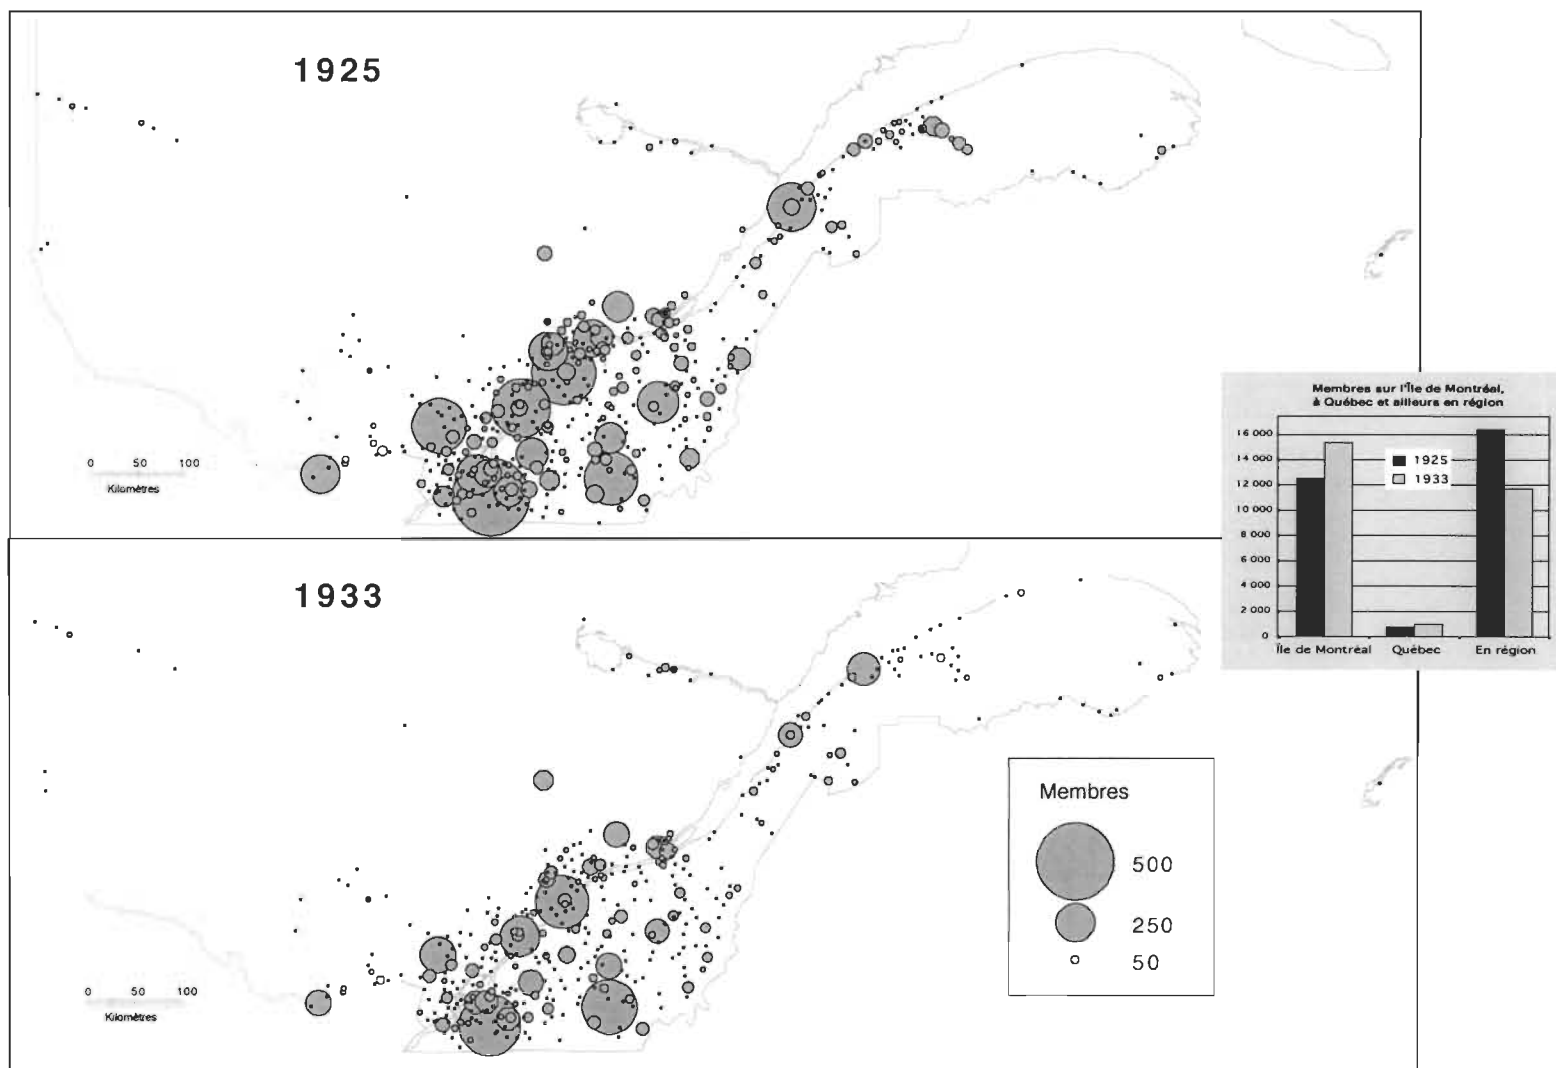 1925
0 50 100
Kilomètres
Membres sur l'Île de Montréal,
à Québec et ailleurs en région
16 000
14 000
12 000
10 000
8 000
6 000
4 000
2 000
0
1925
1933
Île de Montréal Québec En région
1933
0 50 100
Kilomètres
Membres
500
250
50